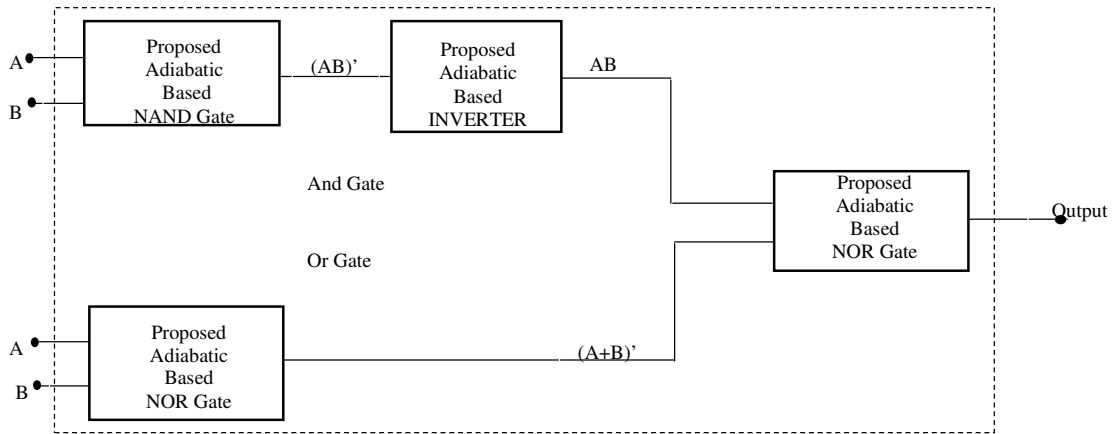 A
B
Proposed
Adiabatic
Based
NAND Gate
(AB)’
Proposed
Adiabatic
Based
INVERTER
AB
And Gate
Or Gate
Proposed
Adiabatic
Based
NOR Gate
Output
A
B
Proposed
Adiabatic
Based
NOR Gate
(A+B)’